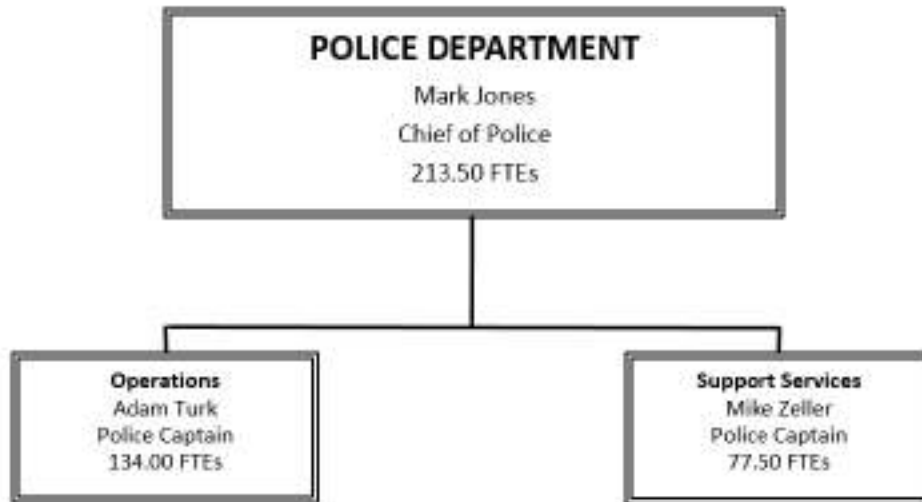 POLICE DEPARTMENT
Mark Jones
Chief of Police
213.50 FTEs
Operations
Adam Turk
Police Captain
134.00 FTEs
Support Services
Mike Zeller
Police Captain
77.50 FTEs